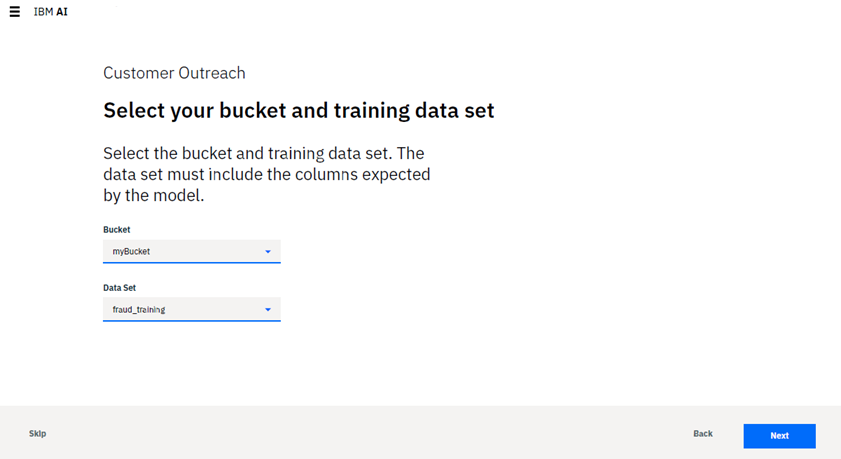 IBM AI
Customer Outreach
Select your bucket and training data set
Select the bucket and training data set. The
data set must include the columns expected
by the model.
Bucket
myBucket
Data Set
fraud_training
Skip
Back
Next